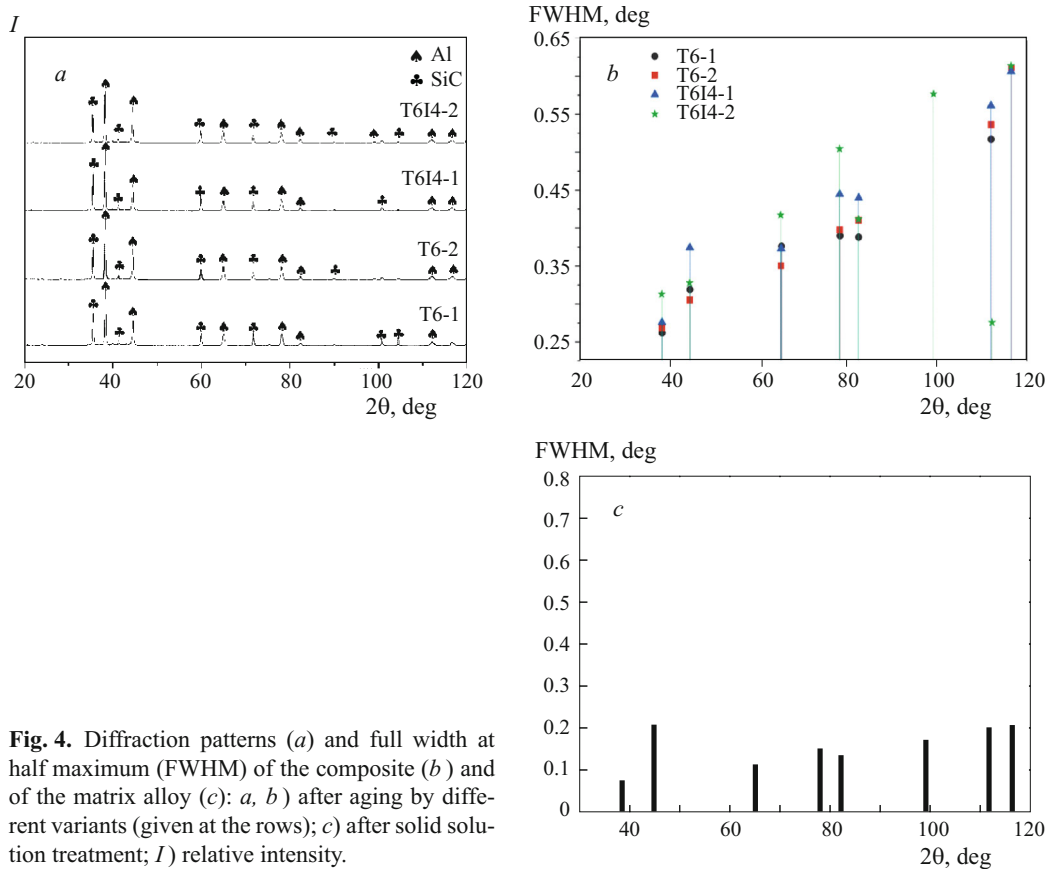 I
a
♠ Al
♣ SiC
T6I4-2
T6I4-1
T6-2
T6-1
20 40 60 80 100 120
2θ, deg
FWHM, deg
0.65
0.55
0.45
0.35
0.25
b
T6-1
T6-2
T6I4-1
T6I4-2
20 40 60 80 100 120
2θ, deg
FWHM, deg
0.8
0.7
0.6
0.5
0.4
0.3
0.2
0.1
0
c
40 60 80 100 120
2θ, deg
Fig. 4. Diffraction patterns (a) and full width at
half maximum (FWHM) of the composite (b ) and
of the matrix alloy (c): a, b ) after aging by diffe-
rent variants (given at the rows); c) after solid solu-
tion treatment; I ) relative intensity.